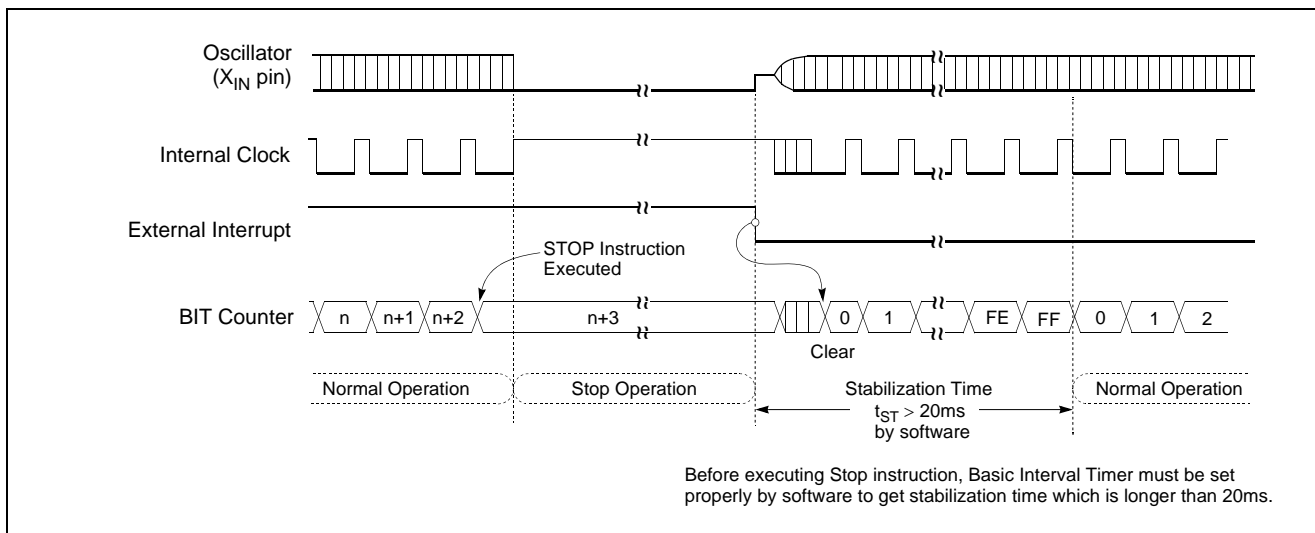 Oscillator
(XIN pin)
Internal Clock
External Interrupt
STOP Instruction
Executed
BIT Counter
n n+1 n+2 n+3 0 1 FE FF 0 1 2
Clear
Normal Operation Stop Operation Stabilization Time Normal Operation
tST > 20ms
by software
Before executing Stop instruction, Basic Interval Timer must be set
properly by software to get stabilization time which is longer than 20ms.